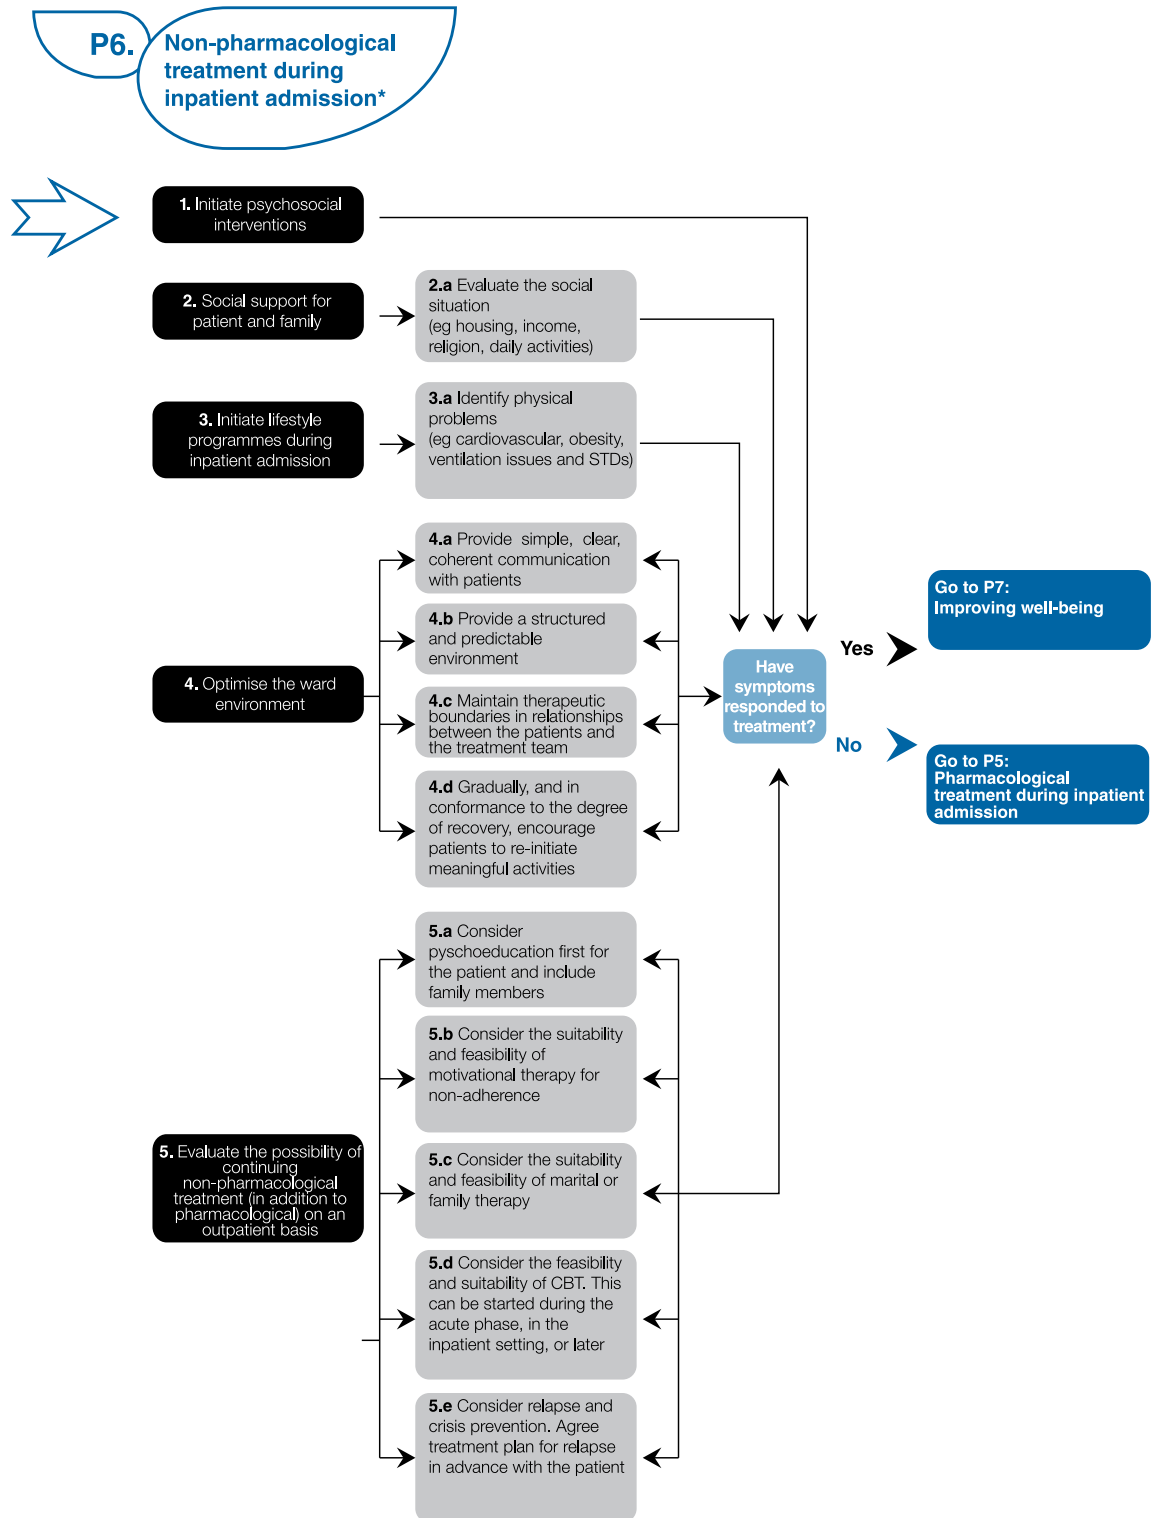 P6.
Non-pharmacological
treatment during
inpatient admission*
1. Initiate psychosocial
interventions
2. Social support for
patient and family
2.a Evaluate the social
situation
(eg housing, income,
religion, daily activities)
3. Initiate lifestyle
programmes during
inpatient admission
3.a Identify physical
problems
(eg cardiovascular, obesity,
ventilation issues and STDs)
4. Optimise the ward
environment
4.a Provide simple, clear,
coherent communication
with patients
4.b Provide a structured
and predictable
environment
4.c Maintain therapeutic
boundaries in relationships
between the patients and
the treatment team
4.d Gradually, and in
conformance to the degree
of recovery, encourage
patients to re-initiate
meaningful activities
5. Evaluate the possibility of
continuing
non-pharmacological
treatment (in addition to
pharmacological) on an
outpatient basis
5.a Consider
pyschoeducation first for
the patient and include
family members
5.b Consider the suitability
and feasibility of
motivational therapy for
non-adherence
5.c Consider the suitability
and feasibility of marital or
family therapy
5.d Consider the feasibility
and suitability of CBT. This
can be started during the
acute phase, in the
inpatient setting, or later
5.e Consider relapse and
crisis prevention. Agree
treatment plan for relapse
in advance with the patient
Have
symptoms
responded to
treatment?
Yes
Go to P7:
Improving well-being
No
Go to P5:
Pharmacological
treatment during inpatient
admission